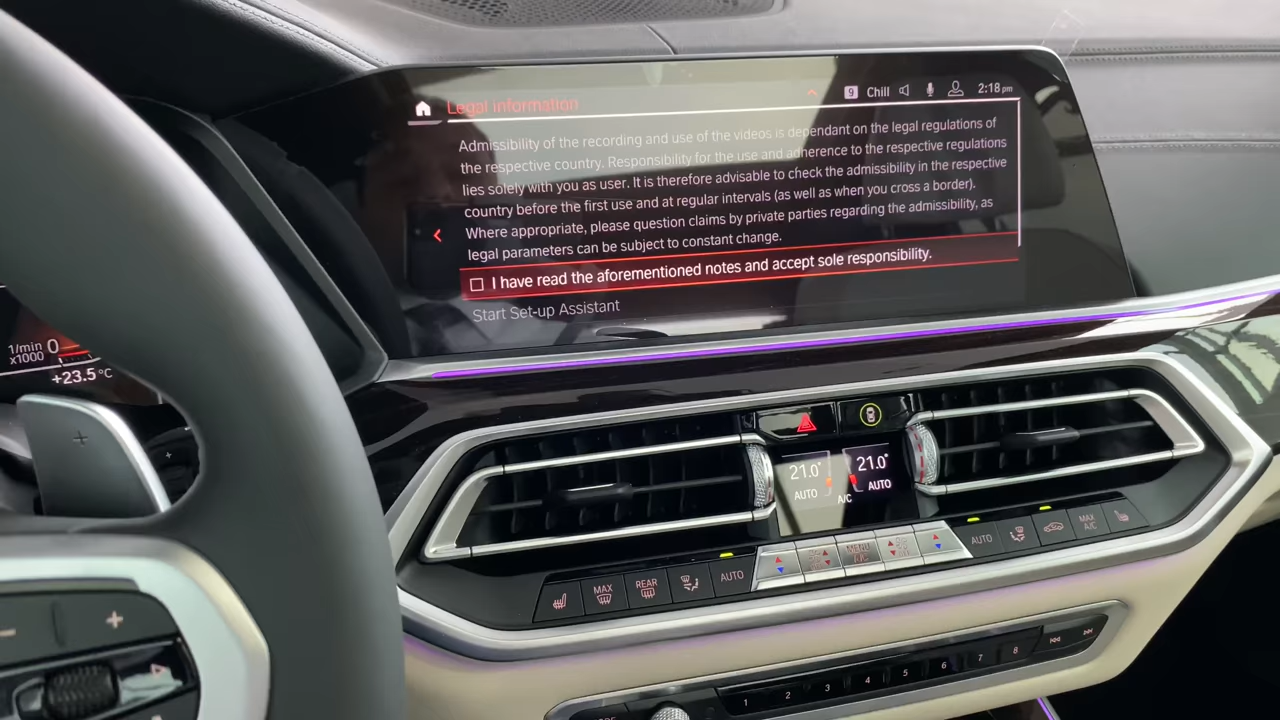 Legal information
9 Chill 2:18 pm
Admissibility of the recording and use of the videos is dependant on the legal regulations of
the respective country. Responsibility for the use and adherence to the respective regulations
lies solely with you as user. It is therefore advisable to check the admissibility in the respective
country before the first use and at regular intervals (as well as when you cross a border).
Where appropriate, please question claims by private parties regarding the admissibility, as
legal parameters can be subject to constant change.
I have read the aforementioned notes and accept sole responsibility.
Start Set-up Assistant
1/min
x1000
0
+23.5°C
21.0°
AUTO
A/C
21.0°
AUTO
MAX
REAR
AUTO
MENU
AUTO
MAX
A/C
1 2 3 4 5 6 7 8